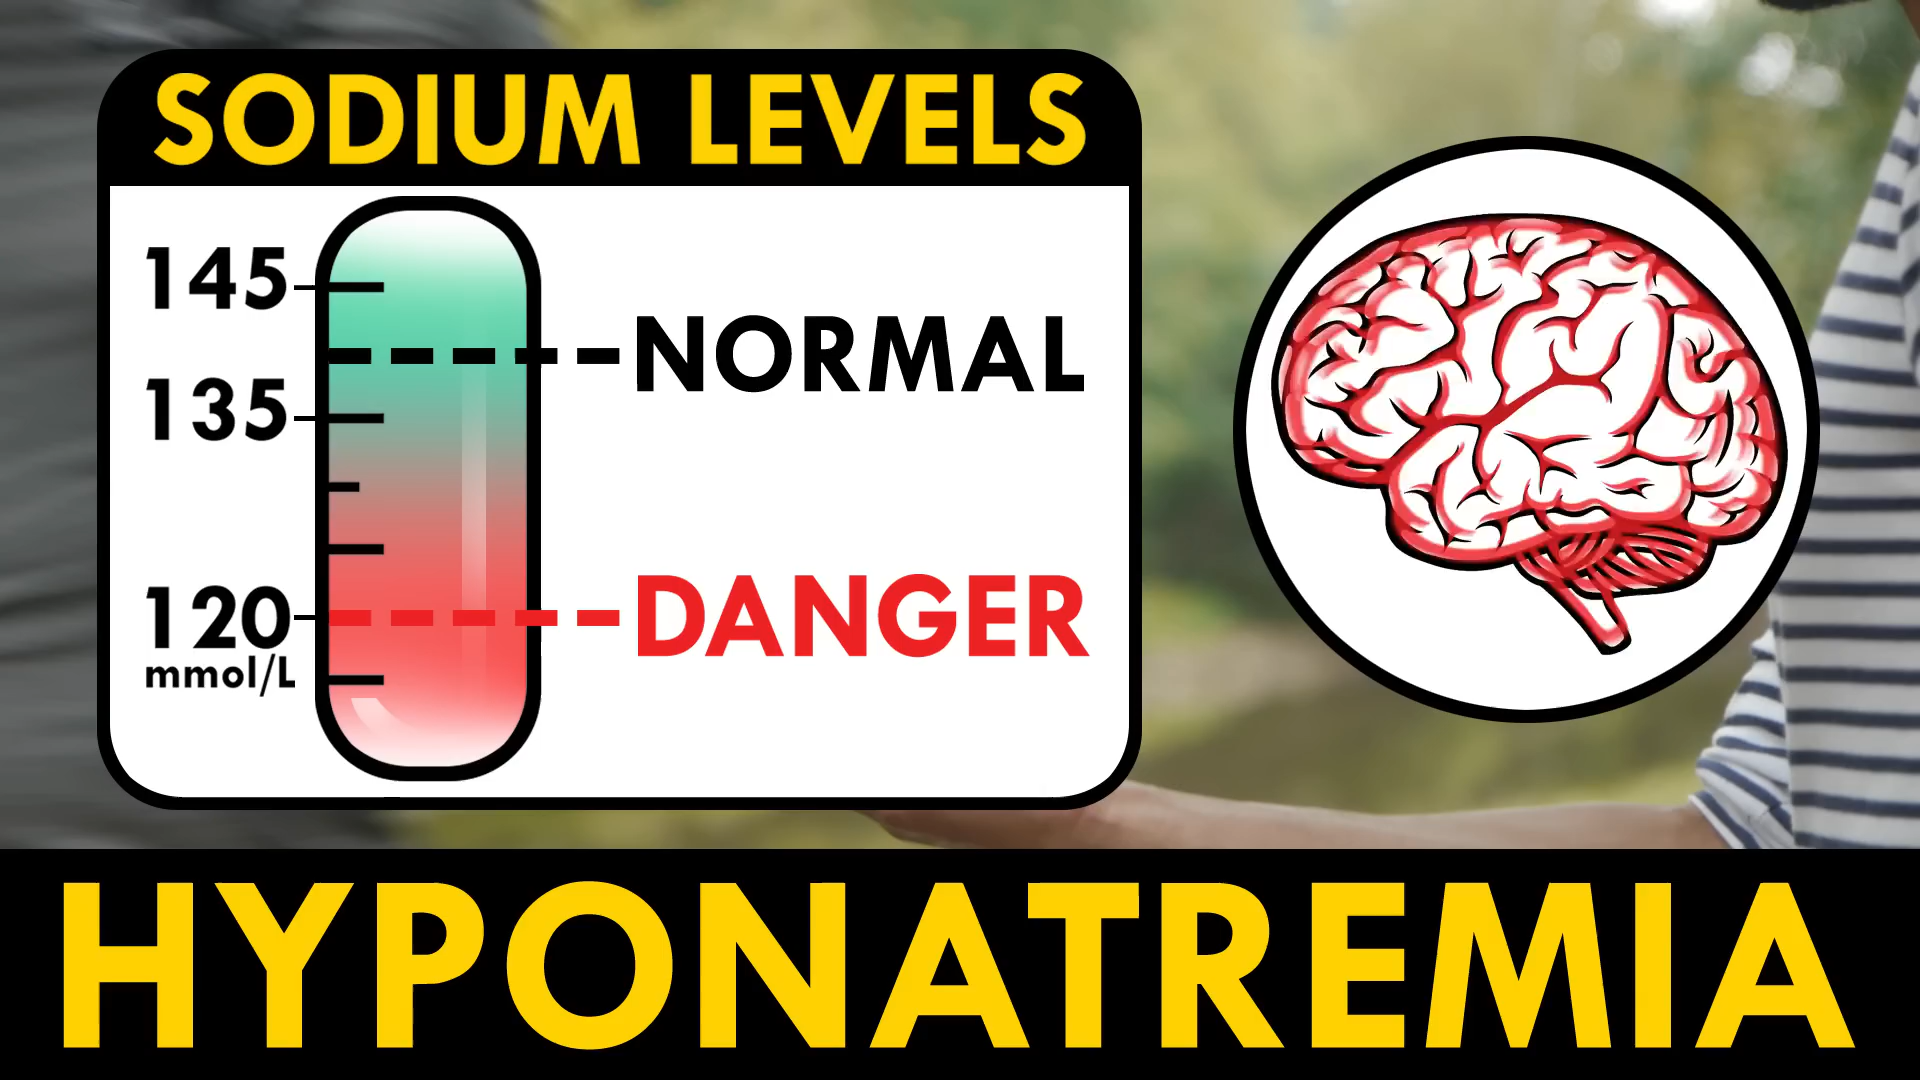 SODIUM LEVELS
145
NORMAL
135
120
DANGER
mmol/L
HYPONATREMIA